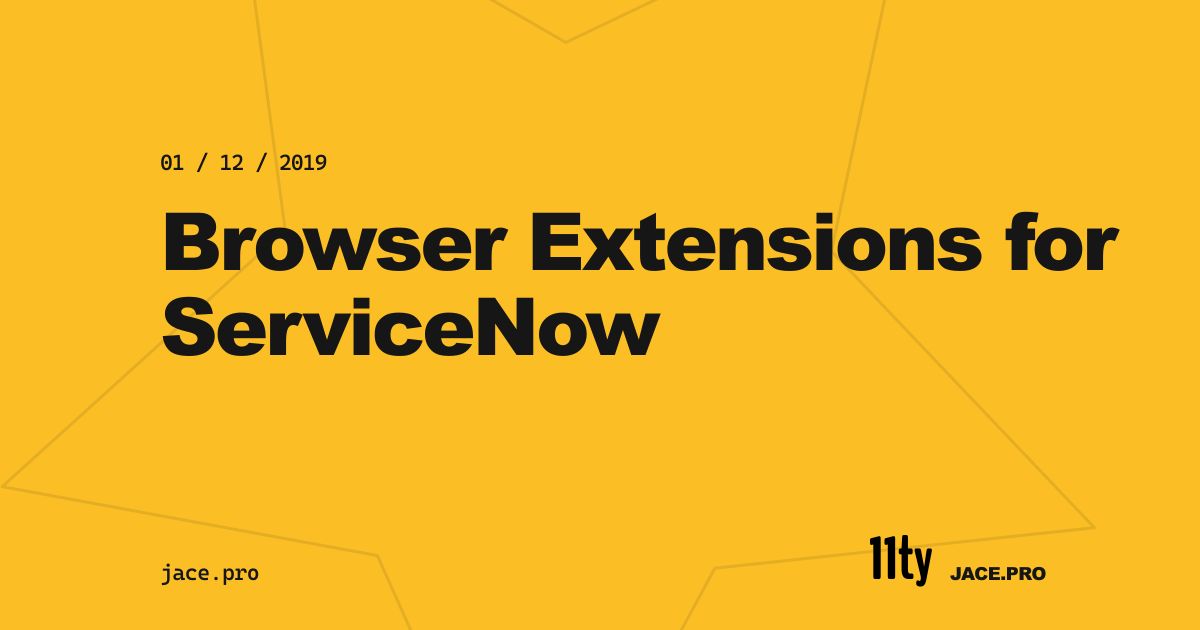 01 / 12 / 2019
Browser Extensions for
ServiceNow
jace.pro
11ty JACE.PRO